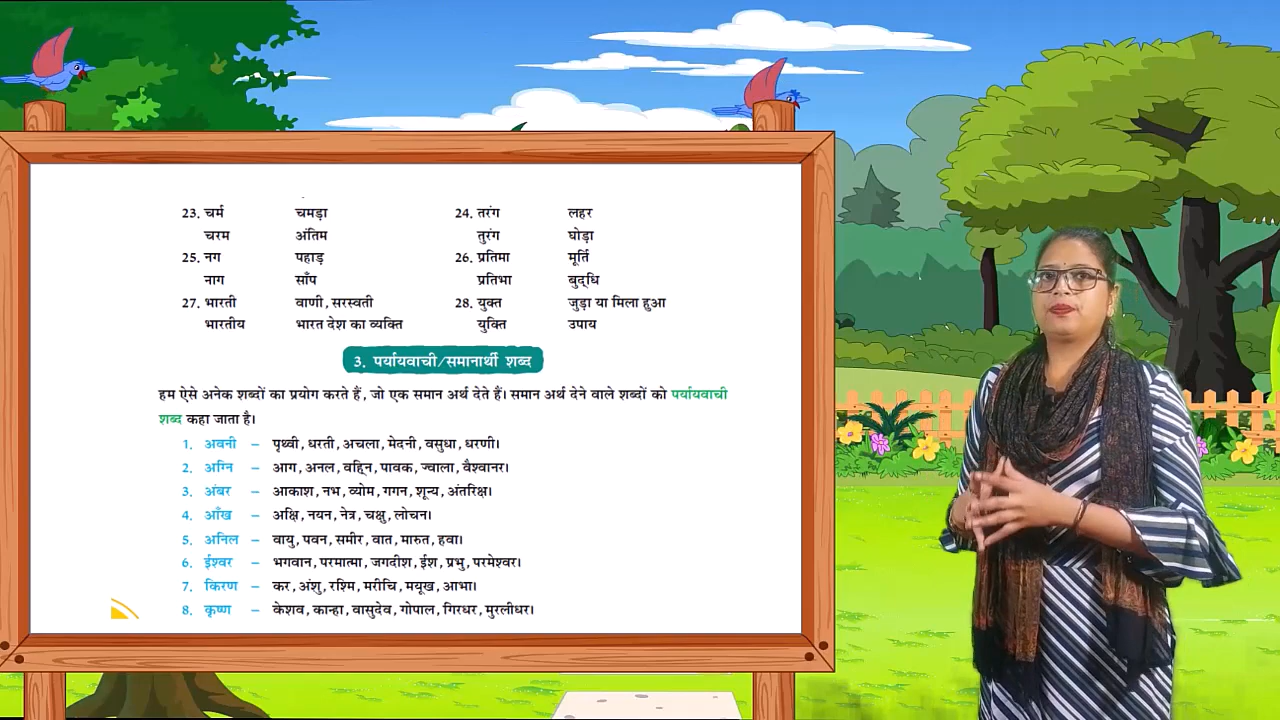 23. चर्म चमड़ा 24. तरंग लहर
चरम अंतिम तुरंग घोड़ा
25. नग पहाड़ 26. प्रतिमा मूर्ति
नाग साँप प्रतिभा बुद्धि
27. भारती वाणी, सरस्वती 28. युक्त जुड़ा या मिला हुआ
भारतीय भारत देश का व्यक्ति युक्ति उपाय
3. पर्यायवाची/समानार्थी शब्द
हम ऐसे अनेक शब्दों का प्रयोग करते हैं, जो एक समान अर्थ देते हैं। समान अर्थ देने वाले शब्दों को पर्यायवाची
शब्द कहा जाता है।
1. अवनी – पृथ्वी, धरती, अचला, मेदनी, वसुधा, धरणी।
2. अग्नि – आग, अनल, वह्नि, पावक, ज्वाला, वैश्वानर।
3. अंबर – आकाश, नभ, व्योम, गगन, शून्य, अंतरिक्ष।
4. आँख – अक्षि, नयन, नेत्र, चक्षु, लोचन।
5. अनिल – वायु, पवन, समीर, वात, मारुत, हवा।
6. ईश्वर – भगवान, परमात्मा, जगदीश, ईश, प्रभु, परमेश्वर।
7. किरण – कर, अंशु, रश्मि, मरीचि, मयूख, आभा।
8. कृष्ण – केशव, कान्हा, वासुदेव, गोपाल, गिरधर, मुरलीधर।